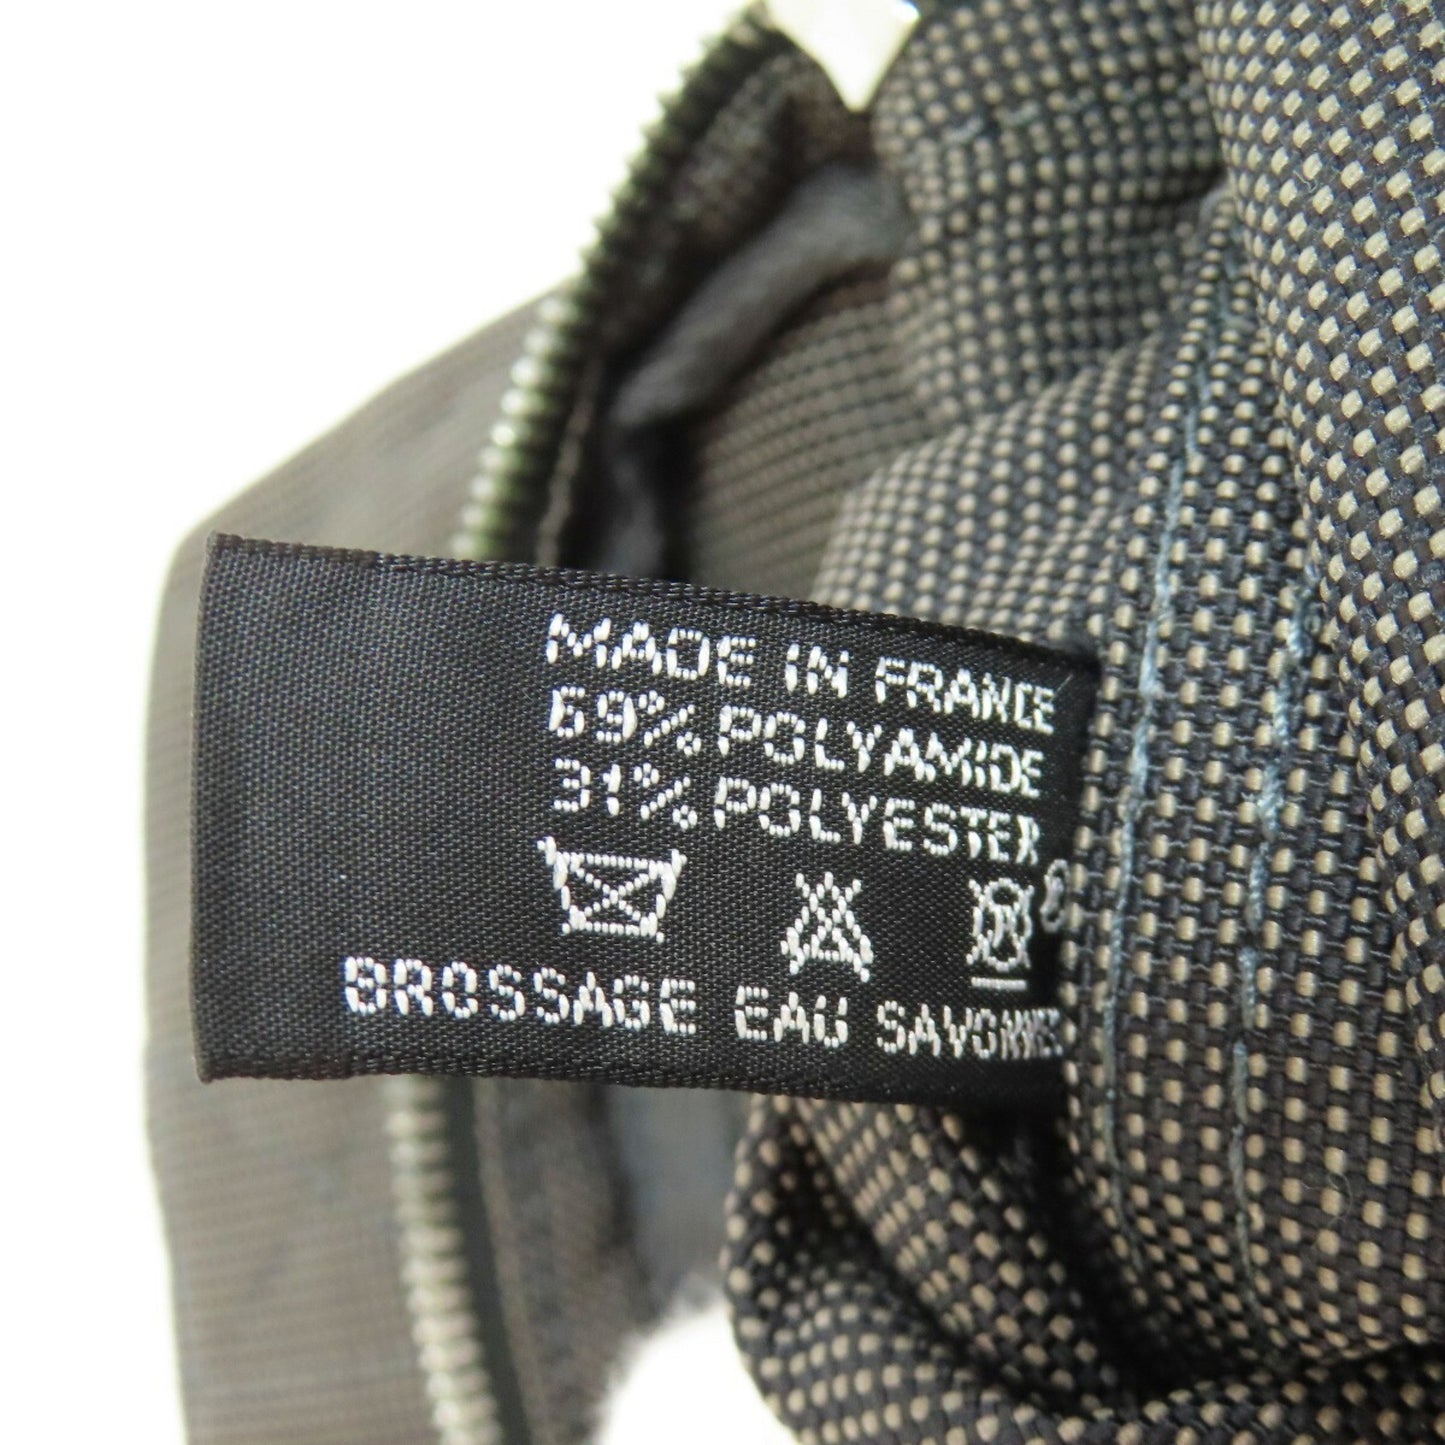 MADE IN FRANCE
69% POLYAMIDE
31% POLYESTER
BROSSAGE EAU SAVONNEE